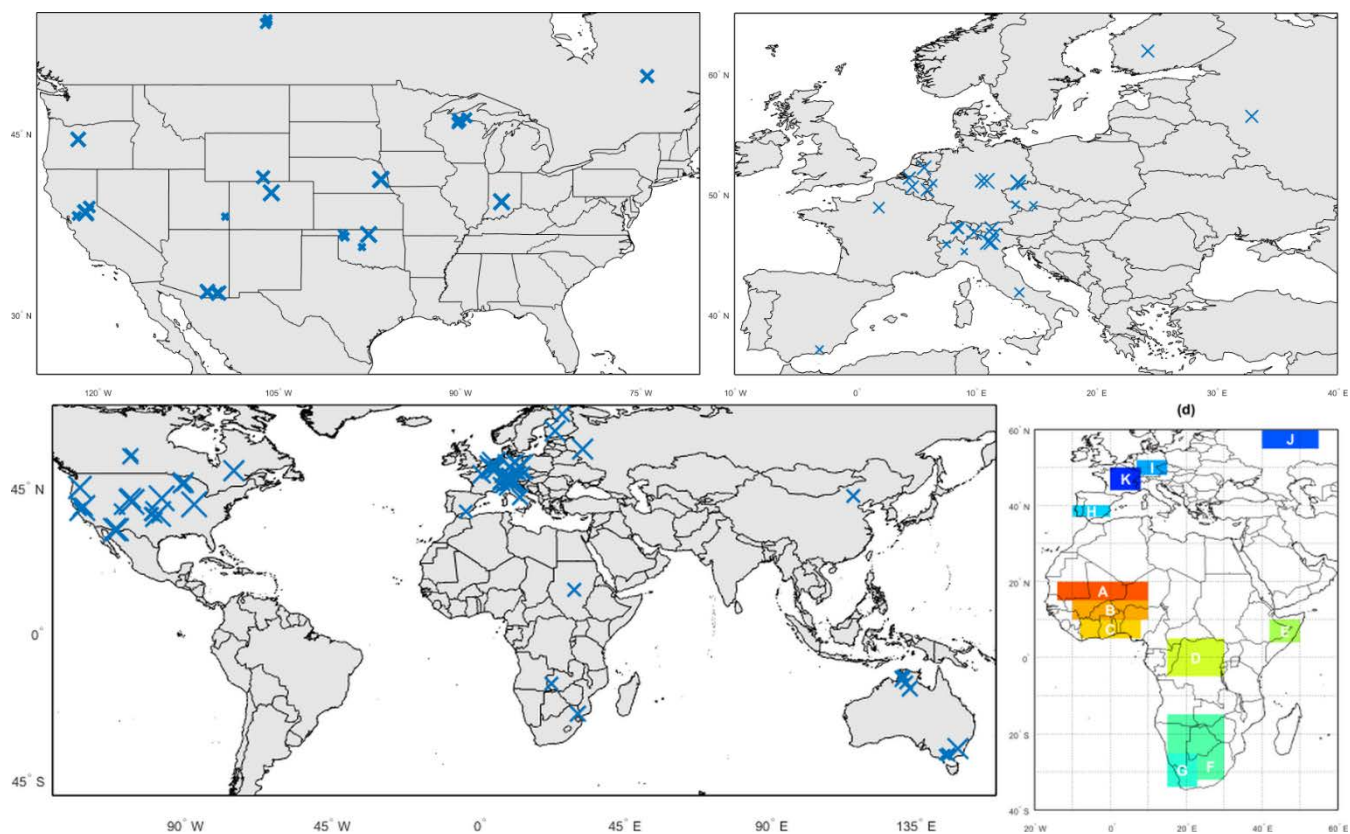 45° N
30° N
120° W
105° W
90° W
75° W
60° N
50° N
40° N
10° W
0° E
10° E
20° E
30° E
40° E
45° N
0°
45° S
90° W
45° W
0° E
45° E
90° E
135° E
(d)
60° N
40° N
20° N
0° N
20° S
40° S
J
I
K
H
A
B
C
E
D
G
F
20° W
0° E
20° E
40° E
60° E